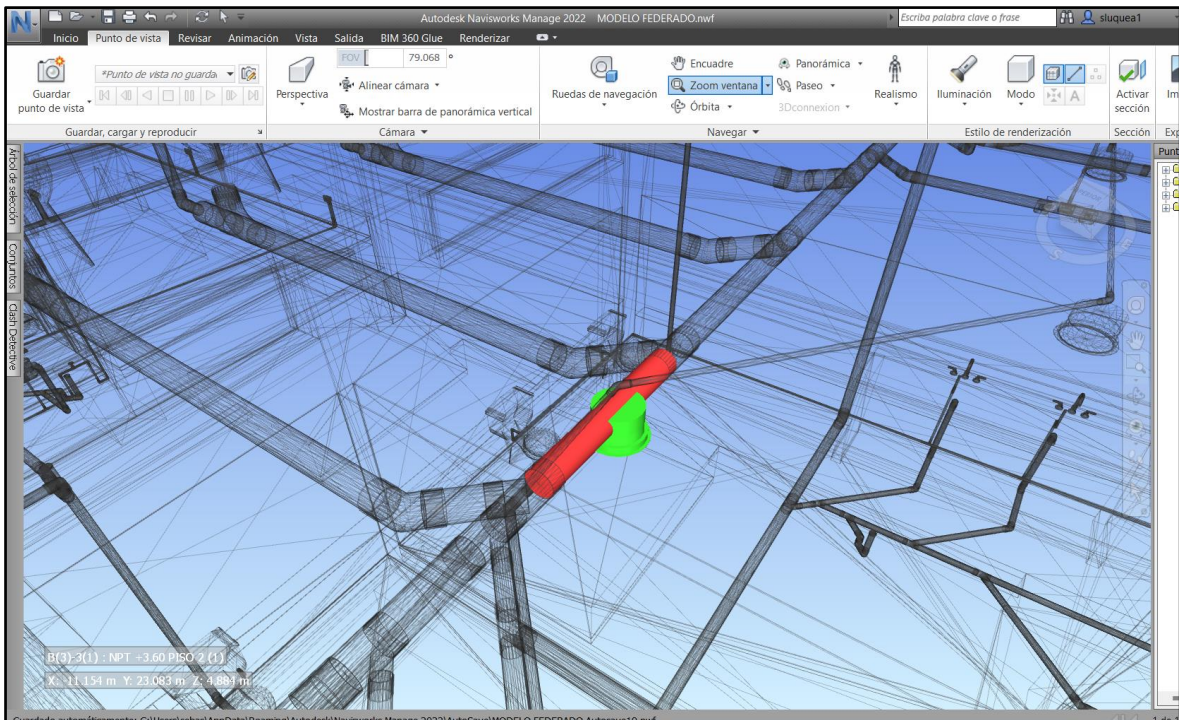 Autodesk Navisworks Manage 2022 MODELO FEDERADO.nwf
Escriba palabra clave o frase
sluquea1
Inicio Punto de vista Revisar Animación Vista Salida BIM 360 Glue Renderizar
*Punto de vista no guarda
Guardar
punto de vista
Guardar, cargar y reproducir
Perspectiva
FOV 79.068 °
Alinear cámara
Mostrar barra de panorámica vertical
Cámara
Ruedas de navegación
Encuadre
Zoom ventana
Órbita
Panorámica
Paseo
3Dconnexion
Realismo
Navegar
Iluminación
Modo
Estilo de renderización
Activar
sección
Sección
Im
Exp
Árbol de selección
Conjuntos
Clash Detective
Punt
B(3)-3(1) : NPT +3.60 PISO 2 (1)
X: -11.154 m Y: 23.083 m Z: 4.884 m